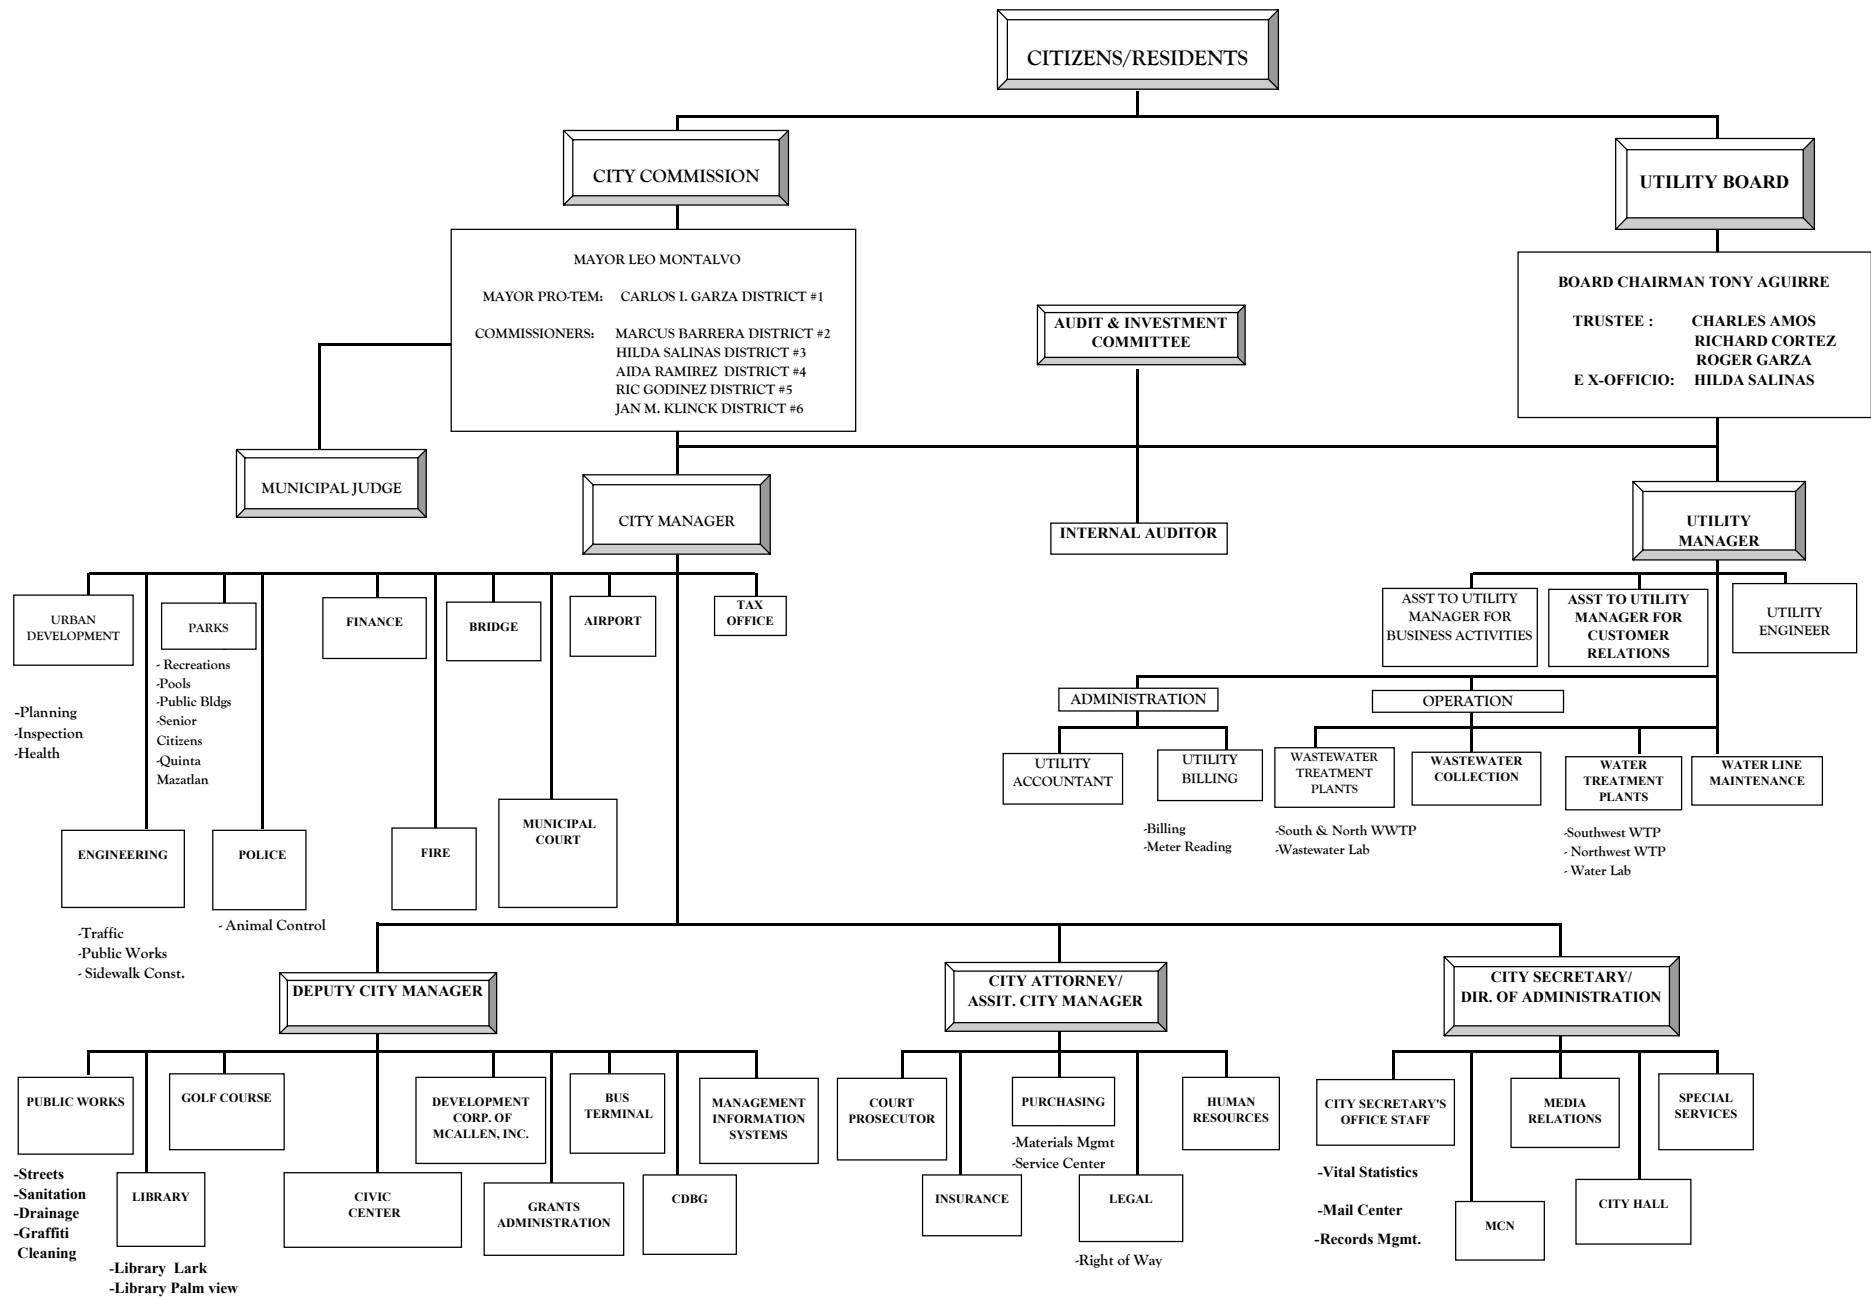 CITIZENS/RESIDENTS
CITY COMMISSION
UTILITY BOARD
MAYOR LEO MONTALVO
MAYOR PRO-TEM: CARLOS I. GARZA DISTRICT #1
COMMISSIONERS: MARCUS BARRERA DISTRICT #2
HILDA SALINAS DISTRICT #3
AIDA RAMIREZ DISTRICT #4
RIC GODINEZ DISTRICT #5
JAN M. KLINCK DISTRICT #6
AUDIT & INVESTMENT
COMMITTEE
BOARD CHAIRMAN TONY AGUIRRE
TRUSTEE : CHARLES AMOS
RICHARD CORTEZ
ROGER GARZA
E X-OFFICIO: HILDA SALINAS
MUNICIPAL JUDGE
CITY MANAGER
INTERNAL AUDITOR
UTILITY
MANAGER
URBAN
DEVELOPMENT
-Planning
-Inspection
-Health
PARKS
- Recreations
-Pools
-Public Bldgs
-Senior
Citizens
-Quinta
Mazatlan
FINANCE
BRIDGE
AIRPORT
TAX
OFFICE
ASST TO UTILITY
MANAGER FOR
BUSINESS ACTIVITIES
ASST TO UTILITY
MANAGER FOR
CUSTOMER
RELATIONS
UTILITY
ENGINEER
ADMINISTRATION
OPERATION
UTILITY
ACCOUNTANT
UTILITY
BILLING
-Billing
-Meter Reading
WASTEWATER
TREATMENT
PLANTS
-South & North WWTP
-Wastewater Lab
WASTEWATER
COLLECTION
WATER
TREATMENT
PLANTS
-Southwest WTP
- Northwest WTP
- Water Lab
WATER LINE
MAINTENANCE
ENGINEERING
-Traffic
-Public Works
- Sidewalk Const.
POLICE
- Animal Control
FIRE
MUNICIPAL
COURT
DEPUTY CITY MANAGER
CITY ATTORNEY/
ASSIT. CITY MANAGER
CITY SECRETARY/
DIR. OF ADMINISTRATION
PUBLIC WORKS
-Streets
-Sanitation
-Drainage
-Graffiti
Cleaning
LIBRARY
-Library Lark
-Library Palm view
GOLF COURSE
CIVIC
CENTER
DEVELOPMENT
CORP. OF
MCALLEN, INC.
GRANTS
ADMINISTRATION
BUS
TERMINAL
CDBG
MANAGEMENT
INFORMATION
SYSTEMS
COURT
PROSECUTOR
INSURANCE
PURCHASING
-Materials Mgmt
-Service Center
LEGAL
-Right of Way
HUMAN
RESOURCES
CITY SECRETARY'S
OFFICE STAFF
-Vital Statistics
-Mail Center
-Records Mgmt.
MCN
MEDIA
RELATIONS
CITY HALL
SPECIAL
SERVICES